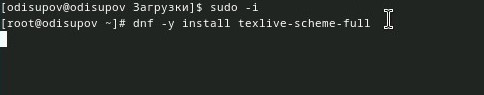 [odisupov@odisupov Загрузки]$ sudo -i
[root@odisupov ~]# dnf -y install texlive-scheme-full